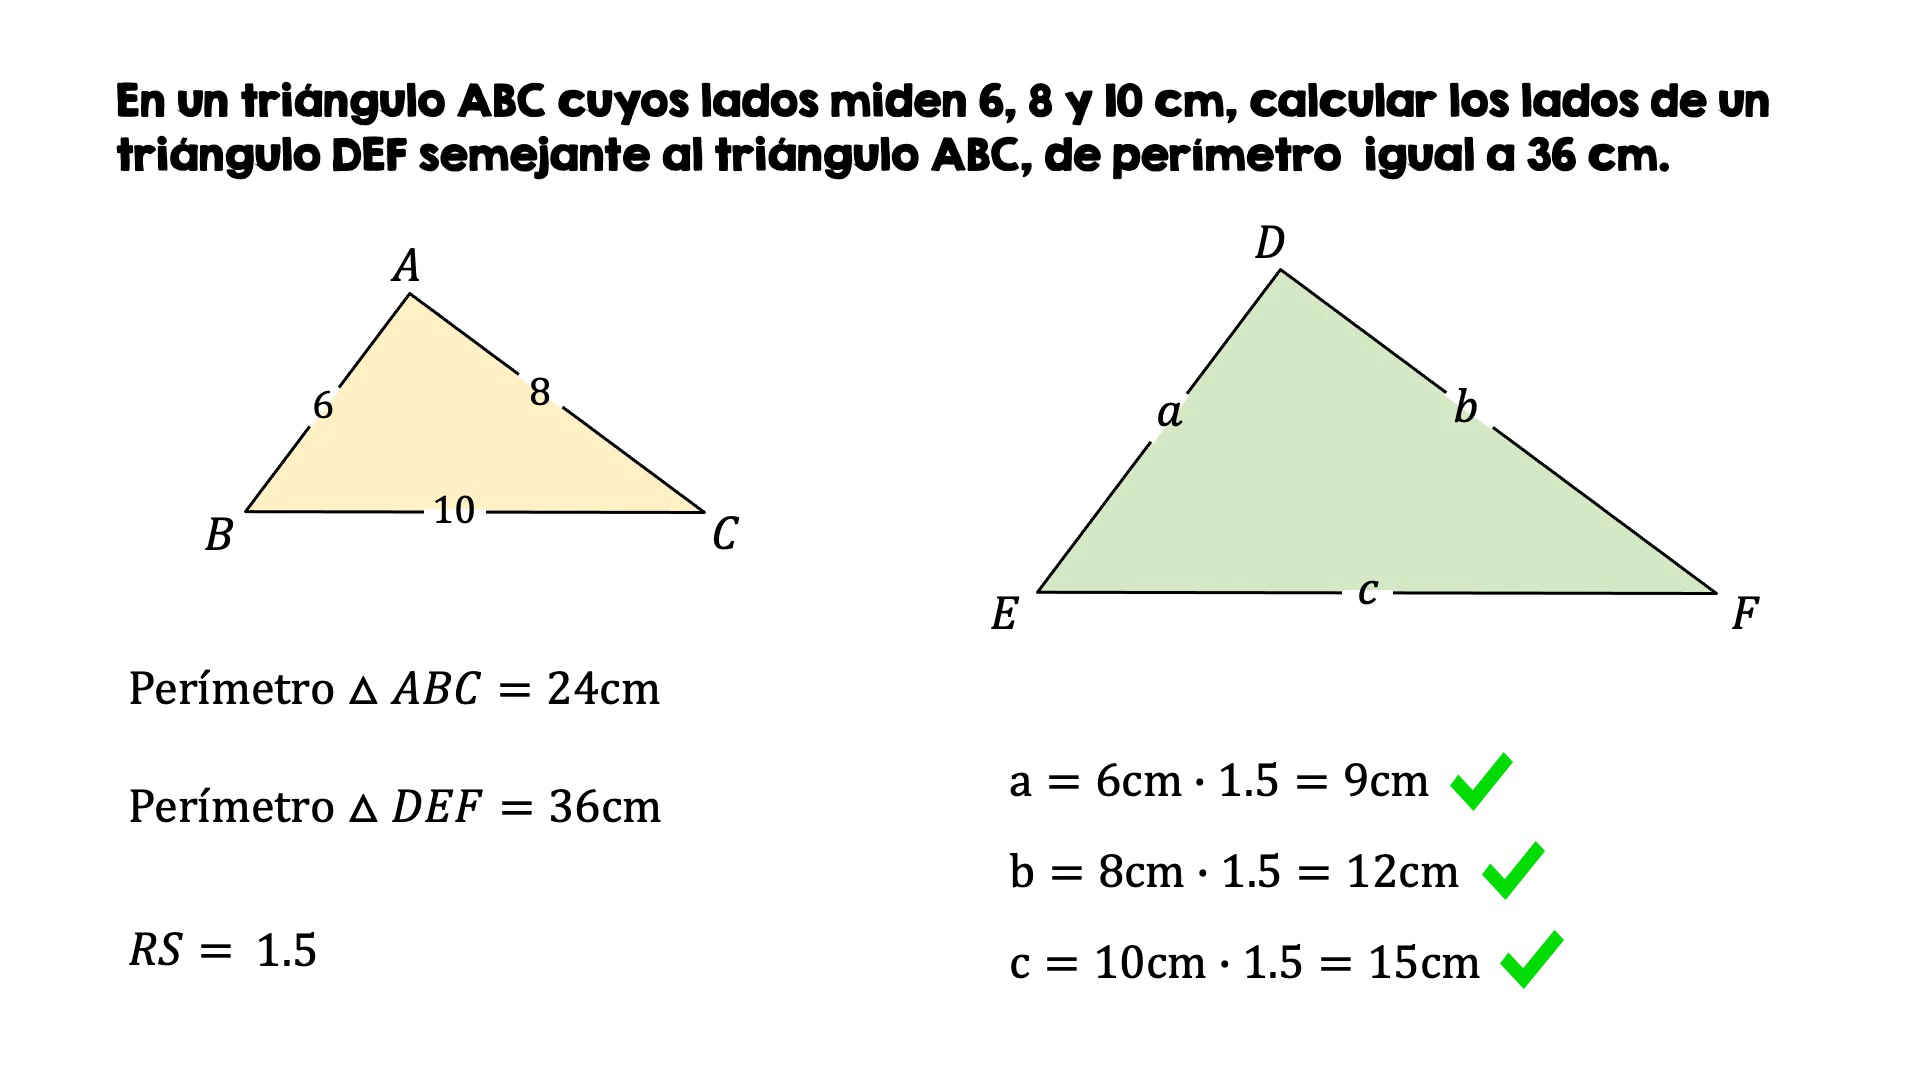 En un triángulo ABC cuyos lados miden 6, 8 y 10 cm, calcular los lados de un
triángulo DEF semejante al triángulo ABC, de perímetro igual a 36 cm.
A
6
8
10
B
C
D
a
b
c
E
F
Perímetro △ ABC = 24cm
Perímetro △ DEF = 36cm
RS = 1.5
a = 6cm · 1.5 = 9cm
b = 8cm · 1.5 = 12cm
c = 10cm · 1.5 = 15cm